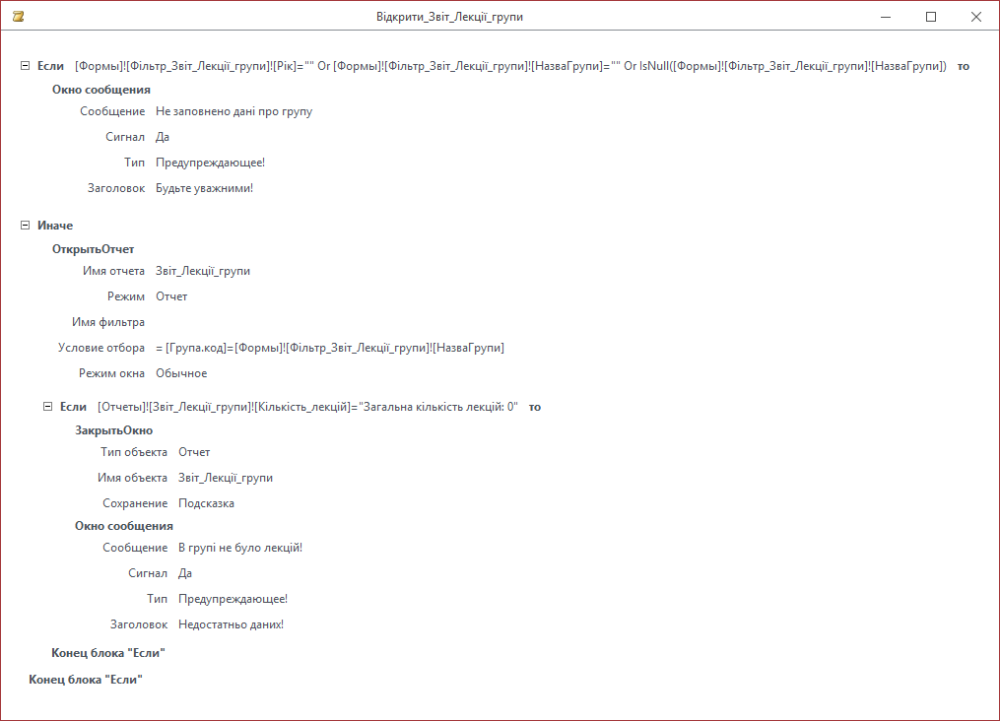 Відкрити_Звіт_Лекції_групи
Если [Формы]![Фільтр_Звіт_Лекції_групи]![Рік]="" Or [Формы]![Фільтр_Звіт_Лекції_групи]![НазваГрупи]="" Or IsNull([Формы]![Фільтр_Звіт_Лекції_групи]![НазваГрупи]) то
Окно сообщения
Сообщение Не заповнено дані про групу
Сигнал Да
Тип Предупреждающее!
Заголовок Будьте уважними!
Иначе
ОткрытьОтчет
Имя отчета Звіт_Лекції_групи
Режим Отчет
Имя фильтра
Условие отбора = [Група.код]=[Формы]![Фільтр_Звіт_Лекції_групи]![НазваГрупи]
Режим окна Обычное
Если [Отчеты]![Звіт_Лекції_групи]![Кількість_лекцій]="Загальна кількість лекцій: 0" то
ЗакрытьОкно
Тип объекта Отчет
Имя объекта Звіт_Лекції_групи
Сохранение Подсказка
Окно сообщения
Сообщение В групі не було лекцій!
Сигнал Да
Тип Предупреждающее!
Заголовок Недостатньо даних!
Конец блока "Если"
Конец блока "Если"